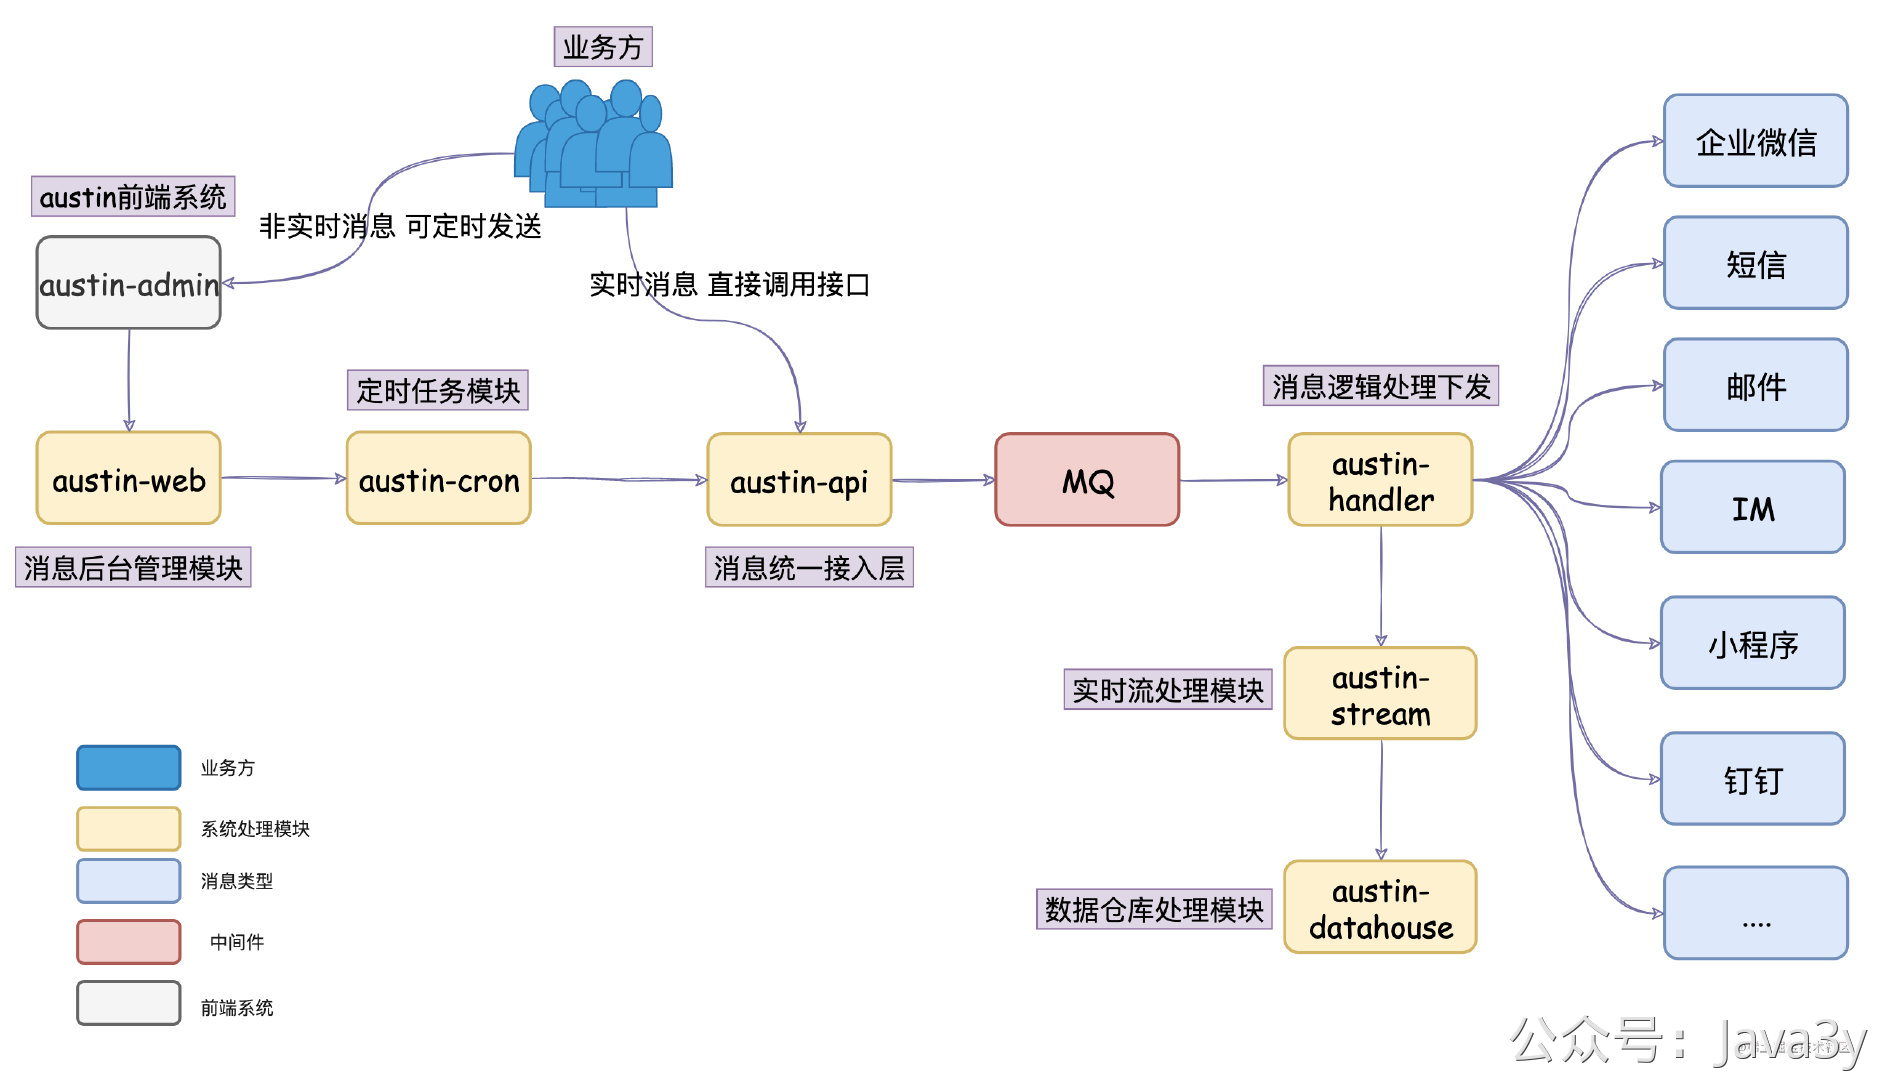 业务方
austin前端系统
非实时消息 可定时发送
austin-admin
实时消息 直接调用接口
定时任务模块
消息逻辑处理下发
austin-web
austin-cron
austin-api
MQ
austin-
handler
消息后台管理模块
消息统一接入层
企业微信
短信
邮件
IM
小程序
钉钉
....
实时流处理模块
austin-
stream
数据仓库处理模块
austin-
datahouse
业务方
系统处理模块
消息类型
中间件
前端系统
公众号：Java3y